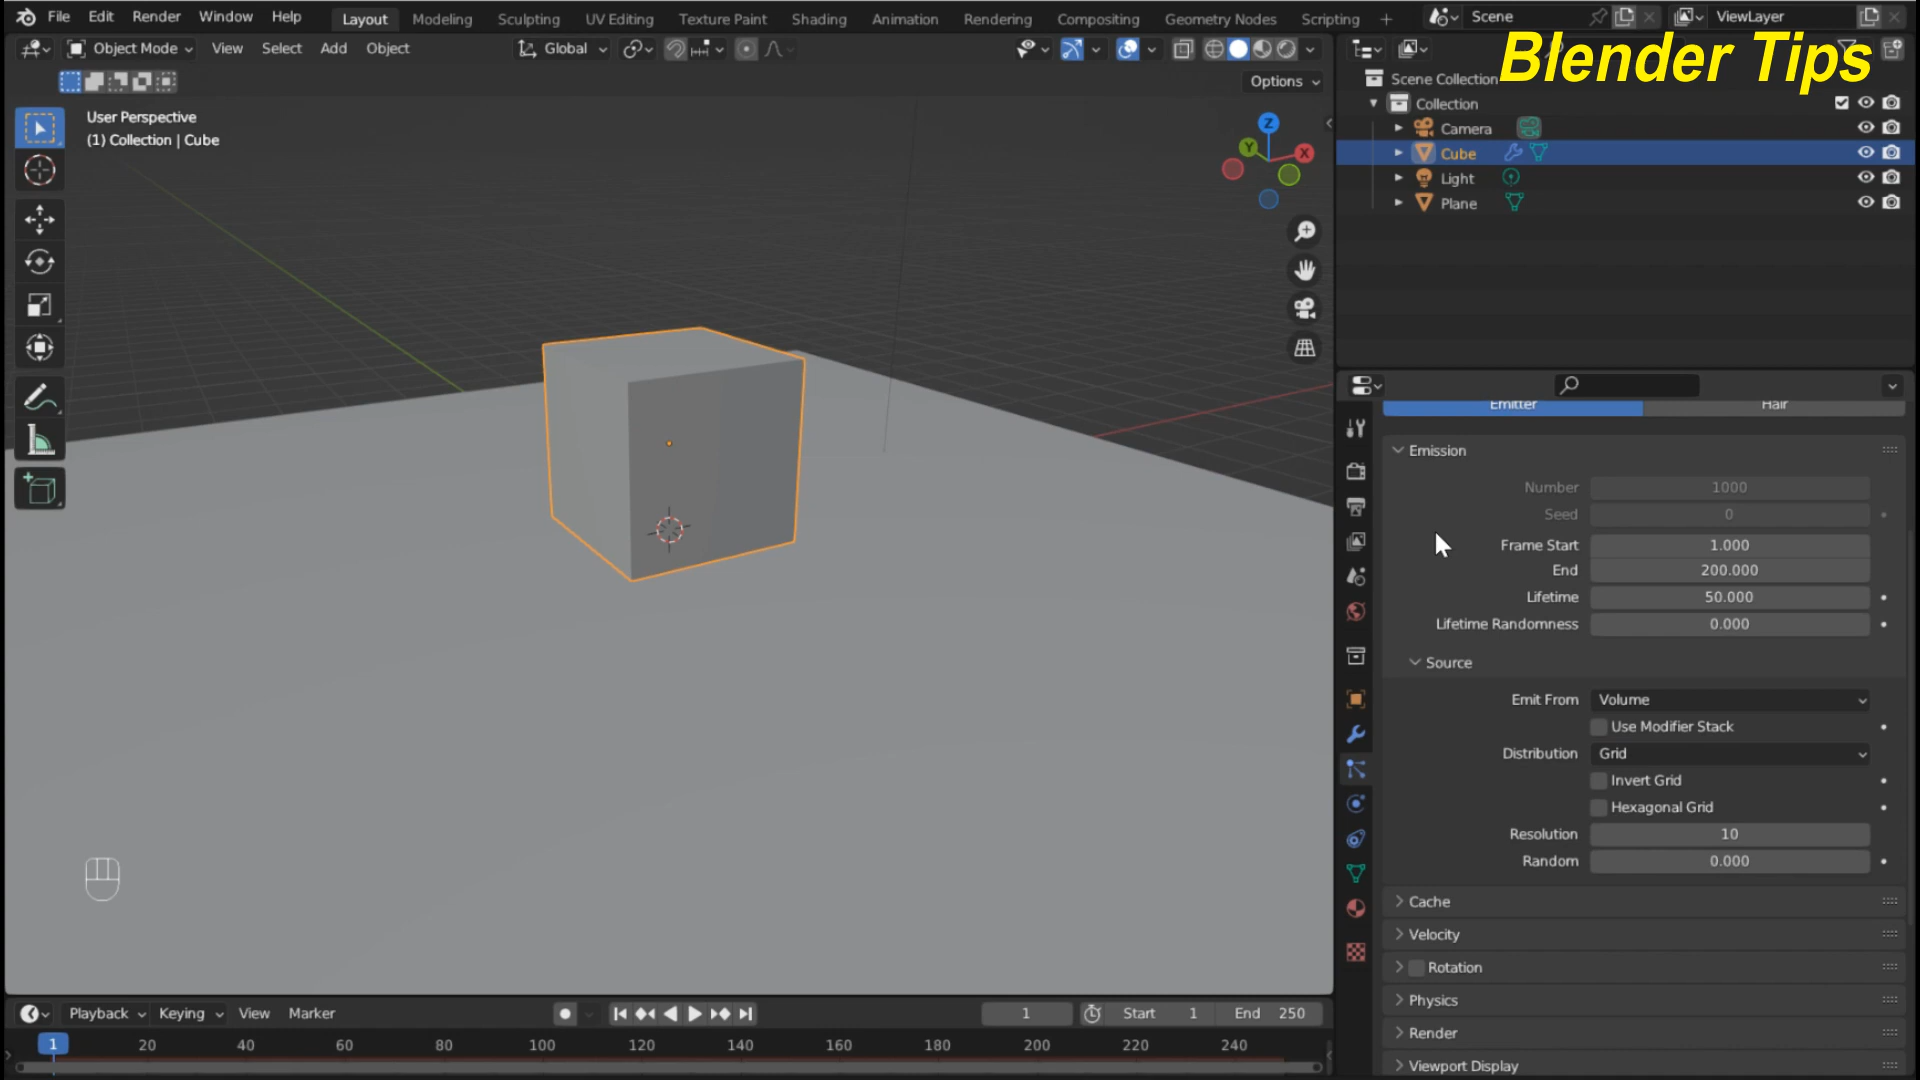 File Edit Render Window Help Layout Modeling Sculpting UV Editing Texture Paint Shading Animation Rendering Compositing Geometry Nodes Scripting + Scene ViewLayer
Blender Tips
Object Mode View Select Add Object Global
Options
User Perspective
(1) Collection | Cube
Z
Y
X
Scene Collection
Collection
Camera
Cube
Light
Plane
Emitter Hair
Emission
Number 1000
Seed 0
Frame Start 1.000
End 200.000
Lifetime 50.000
Lifetime Randomness 0.000
Source
Emit From Volume
Use Modifier Stack
Distribution Grid
Invert Grid
Hexagonal Grid
Resolution 10
Random 0.000
Cache
Velocity
Rotation
Physics
Render
Viewport Display
Playback Keying View Marker 1 Start 1 End 250
1 20 40 60 80 100 120 140 160 180 200 220 240